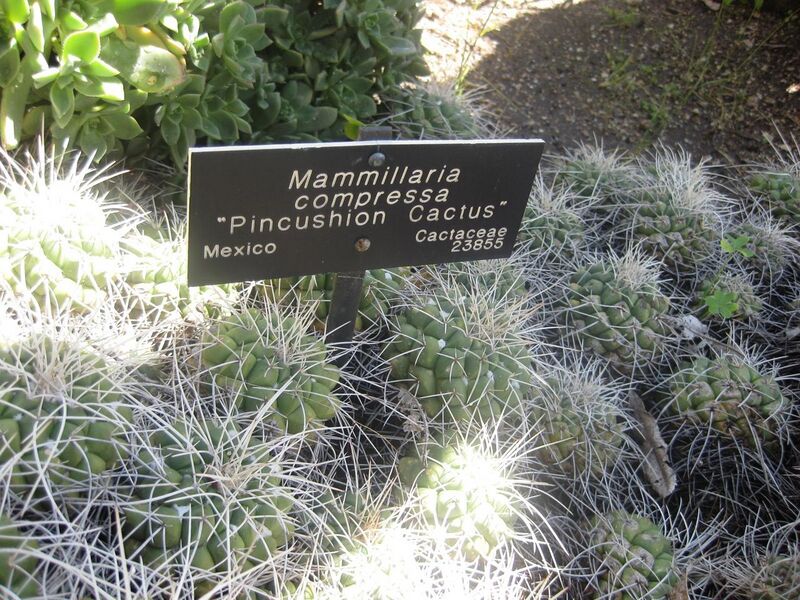 Mammillaria
compressa
"Pincushion Cactus"
Mexico Cactaceae
23855